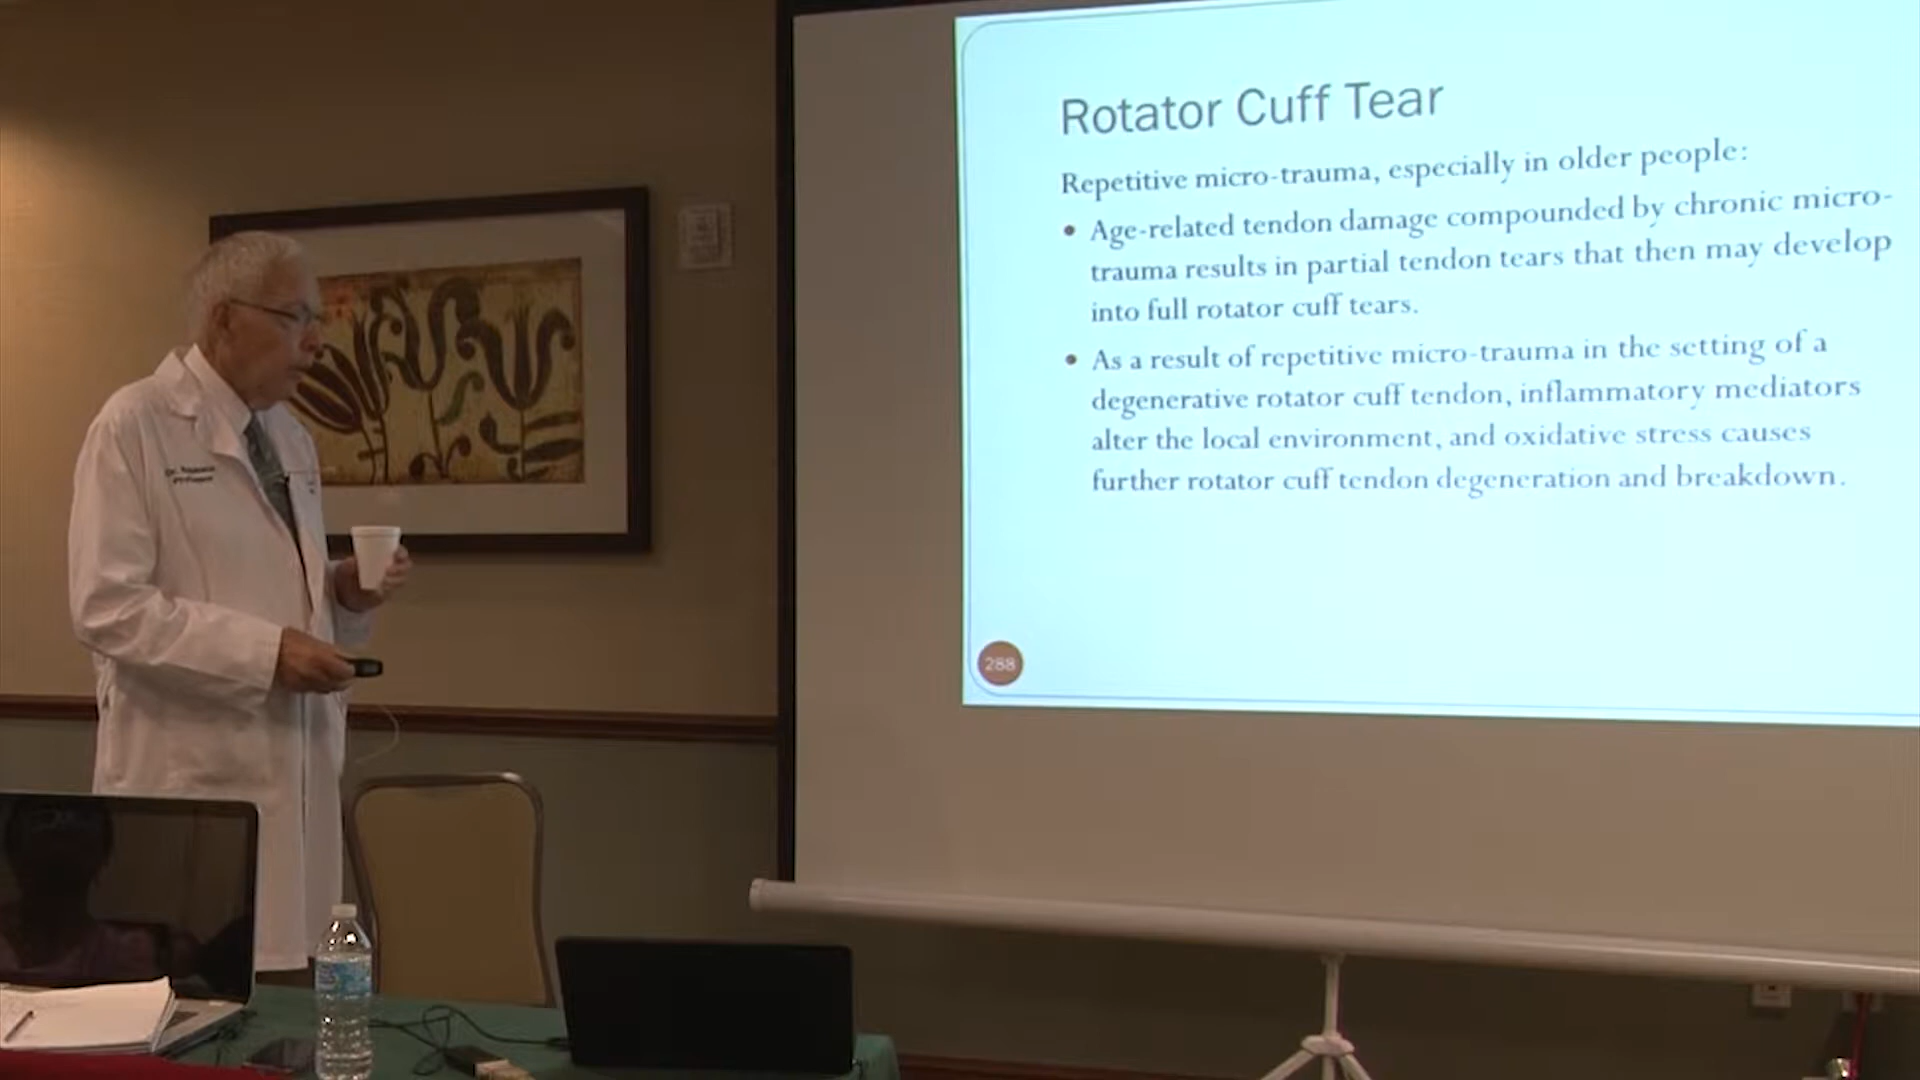 Rotator Cuff Tear
Repetitive micro-trauma, especially in older people:
• Age-related tendon damage compounded by chronic micro-
trauma results in partial tendon tears that then may develop
into full rotator cuff tears.
• As a result of repetitive micro-trauma in the setting of a
degenerative rotator cuff tendon, inflammatory mediators
alter the local environment, and oxidative stress causes
further rotator cuff tendon degeneration and breakdown.
288
Dr.